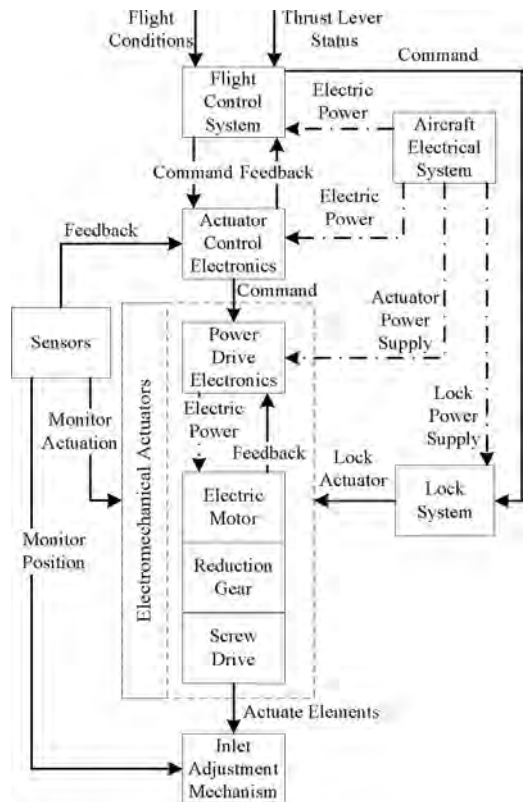 Flight
Conditions
Thrust Lever
Status
Command
Flight
Control
System
Electric
Power
Aircraft
Electrical
System
Command
Feedback
Electric
Power
Feedback
Actuator
Control
Electronics
Command
Actuator
Power
Supply
Sensors
Power
Drive
Electronics
Lock
Power
Supply
Monitor
Actuation
Electric
Power
Feedback
Electromechanical Actuators
Lock
Actuator
Electric
Motor
Lock
System
Monitor
Position
Reduction
Gear
Screw
Drive
Actuate Elements
Inlet
Adjustment
Mechanism